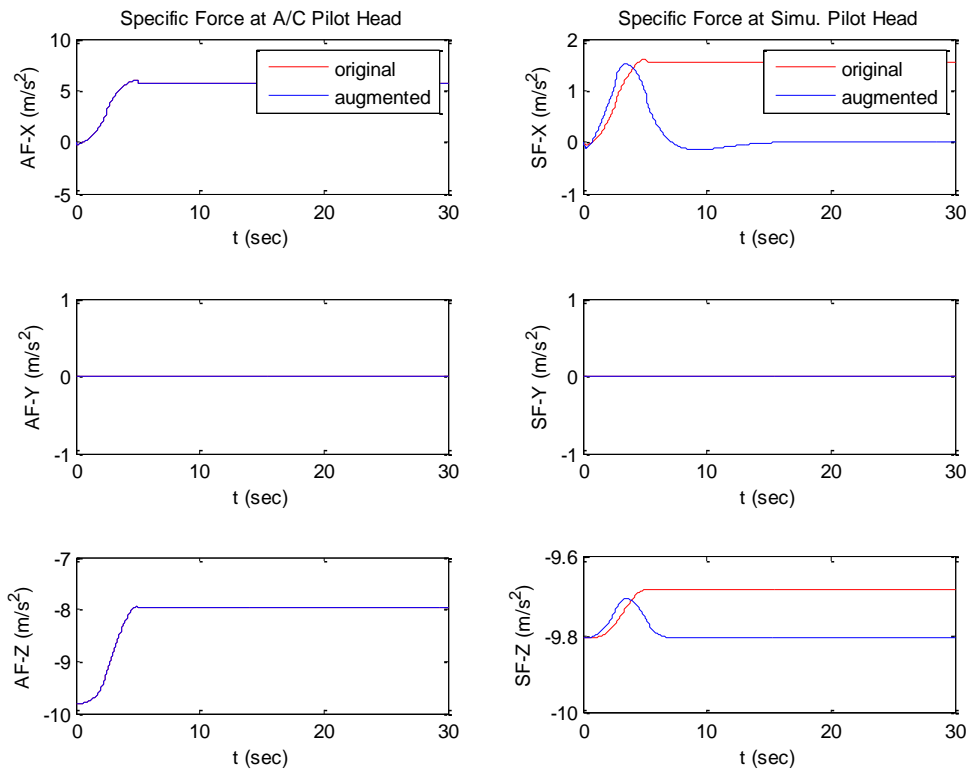 Specific Force at A/C Pilot Head
10
5
0
-5
AF-X (m/s²)
original
augmented
0 10 20 30
t (sec)
Specific Force at Simu. Pilot Head
2
1
0
-1
SF-X (m/s²)
original
augmented
0 10 20 30
t (sec)
1
0
-1
AF-Y (m/s²)
0 10 20 30
t (sec)
1
0
-1
SF-Y (m/s²)
0 10 20 30
t (sec)
-7
-8
-9
-10
AF-Z (m/s²)
0 10 20 30
t (sec)
-9.6
-9.8
-10
SF-Z (m/s²)
0 10 20 30
t (sec)